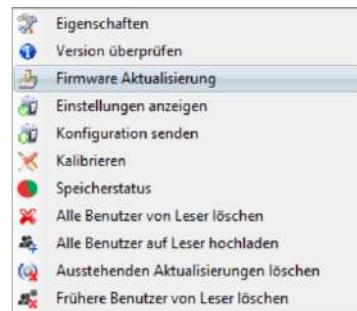 Eigenschaften
Version überprüfen
Firmware Aktualisierung
Einstellungen anzeigen
Konfiguration senden
Kalibrieren
Speicherstatus
Alle Benutzer von Leser löschen
Alle Benutzer auf Leser hochladen
Ausstehenden Aktualisierungen löschen
Frühere Benutzer von Leser löschen